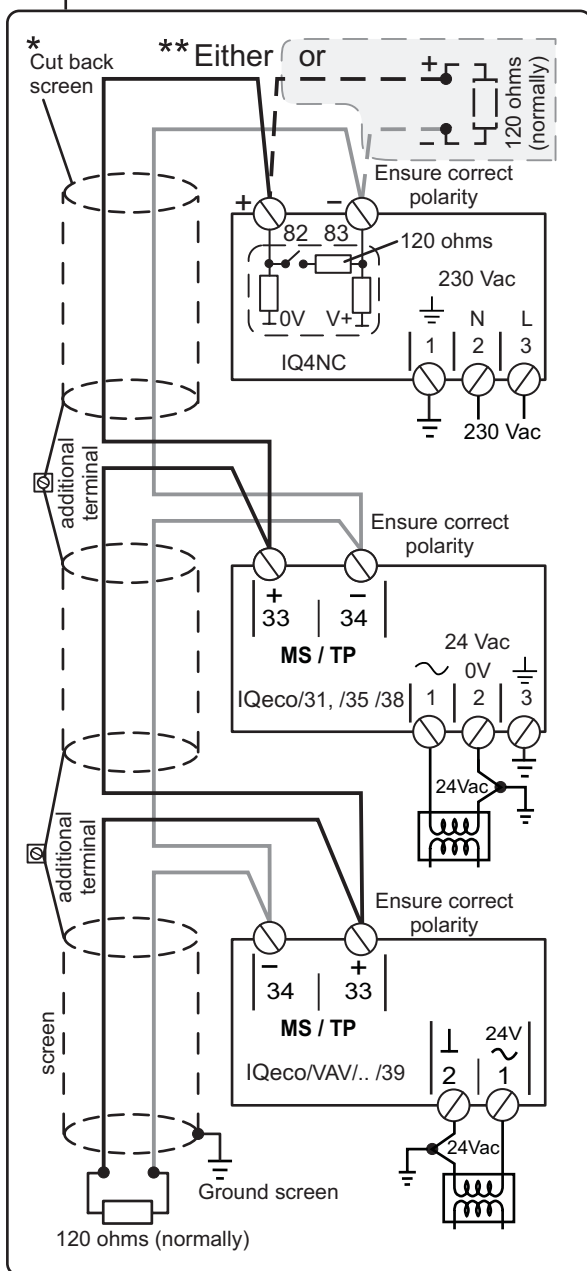 *
Cut back
screen
** Either or
+
−
120 ohms
(normally)
Ensure correct
polarity
+ −
82 83
120 ohms
0V V+
IQ4NC
230 Vac
N L
1 2 3
230 Vac
additional
terminal
Ensure correct
polarity
+ −
33 34
MS / TP
IQeco/31, /35 /38
24 Vac
0V
1 2 3
24Vac
additional
terminal
Ensure correct
polarity
− +
34 33
MS / TP
IQeco/VAV/.. /39
24V
2 1
24Vac
screen
Ground screen
120 ohms (normally)